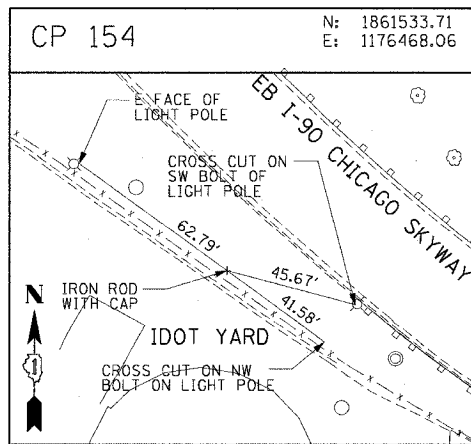 CP 154
N: 1861533.71
E: 1176468.06
E FACE OF
LIGHT POLE
EB I-90 CHICAGO SKYWAY
CROSS CUT ON
SW BOLT OF
LIGHT POLE
62.79'
45.67'
41.58'
IRON ROD
WITH CAP
N
1
IDOT YARD
CROSS CUT ON NW
BOLT ON LIGHT POLE